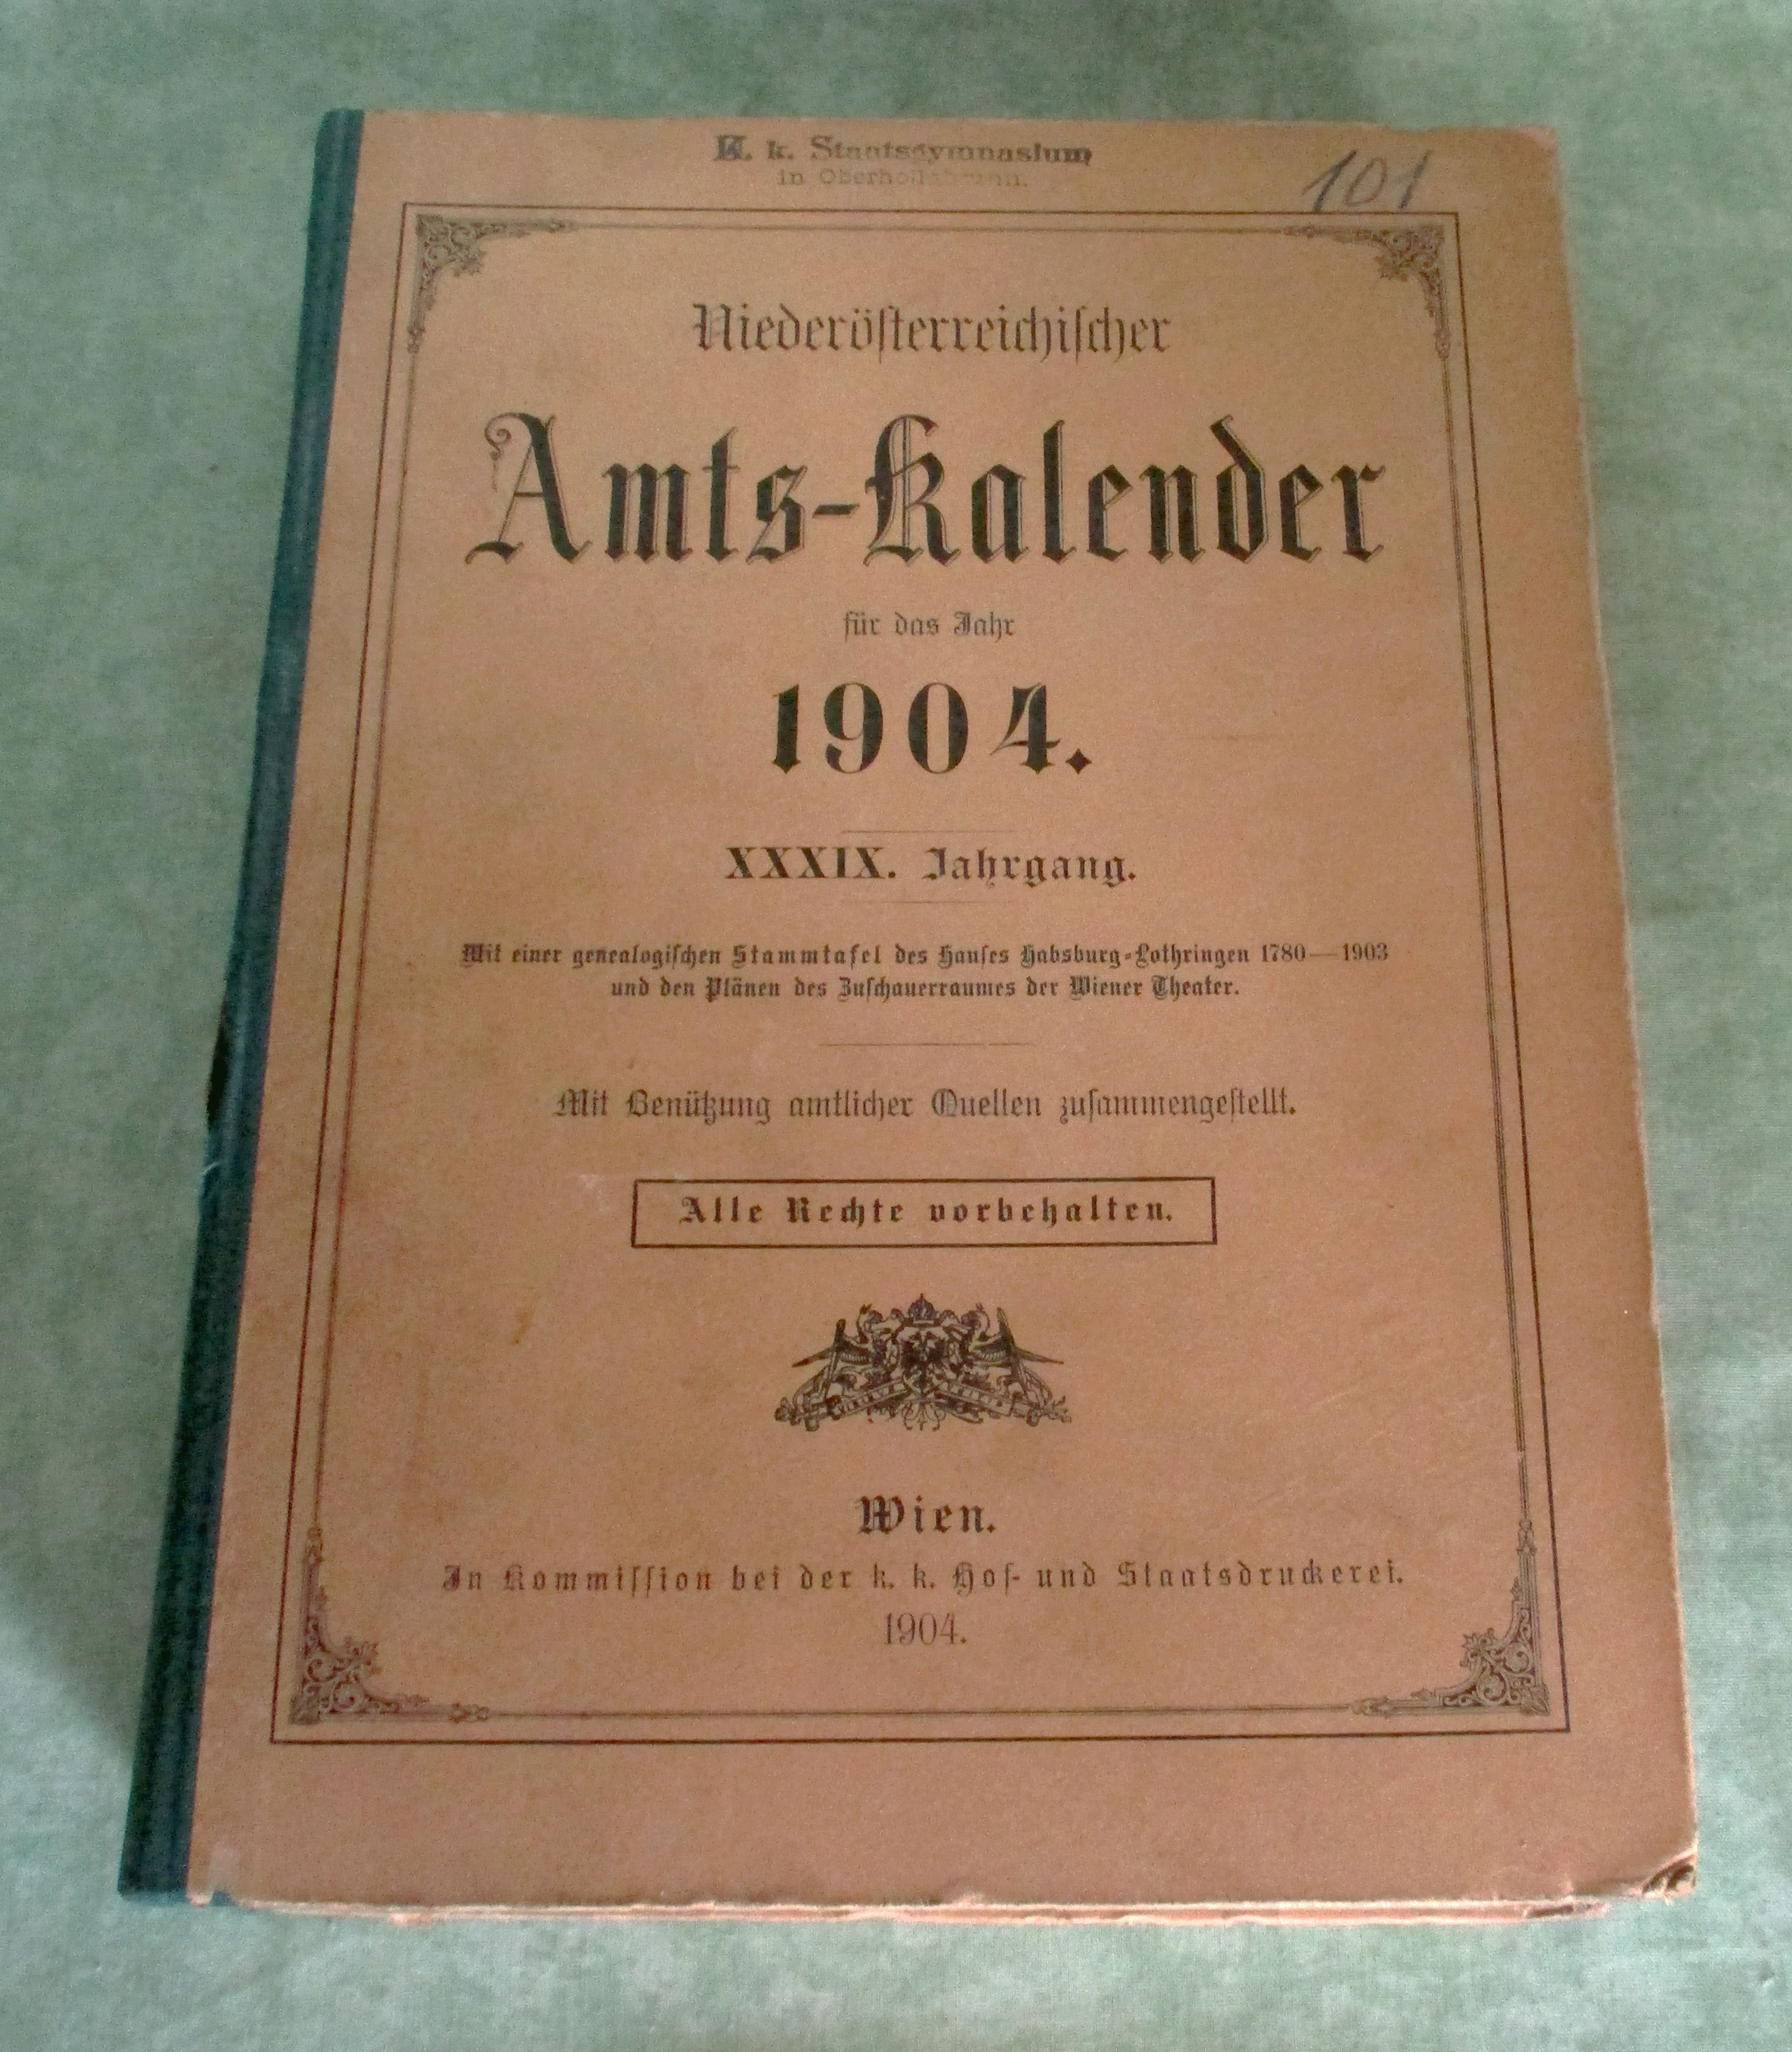 K. k. Staatsgymnasium
in Oberhollabrunn.
101
Niederösterreichischer
Amts-Kalender
für das Jahr
1904.
XXXIX. Jahrgang.
Mit einer genealogischen Stammtafel des Hauses Habsburg-Lothringen 1780—1903
und den Plänen des Zuschauerraumes der Wiener Theater.
Mit Benützung amtlicher Quellen zusammengestellt.
Alle Rechte vorbehalten.
Wien.
In Kommission bei der k. k. Hof- und Staatsdruckerei.
1904.